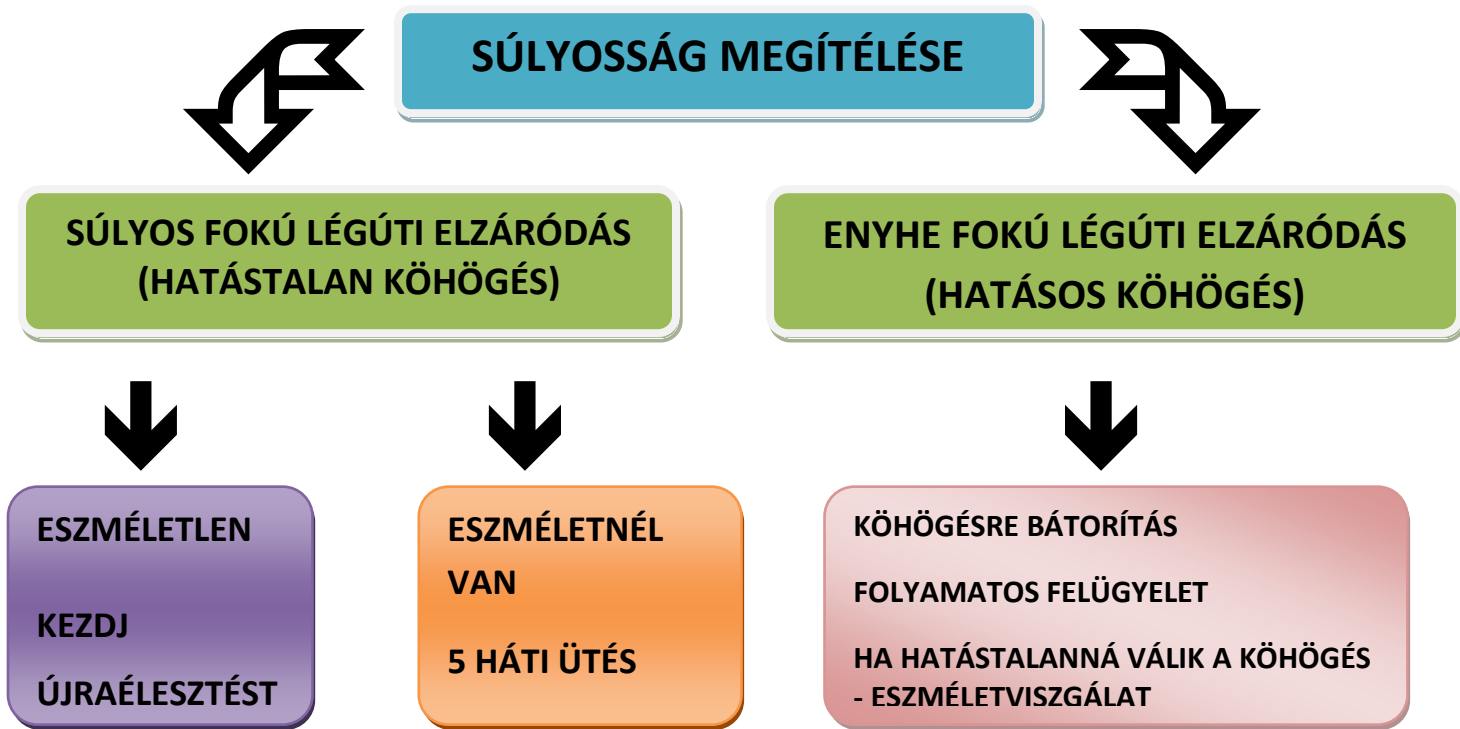 SÚLYOSSÁG MEGÍTÉLÉSE
SÚLYOS FOKÚ LÉGÚTI ELZÁRÓDÁS
(HATÁSTALAN KÖHÖGÉS)
ENYHE FOKÚ LÉGÚTI ELZÁRÓDÁS
(HATÁSOS KÖHÖGÉS)
ESZMÉLETLEN
KEZDJ
ÚJRAÉLESZTÉST
ESZMÉLETNÉL
VAN
5 HÁTI ÜTÉS
KÖHÖGÉSRE BÁTORÍTÁS
FOLYAMATOS FELÜGYELET
HA HATÁSTALANNÁ VÁLIK A KÖHÖGÉS
- ESZMÉLETVISZGÁLAT